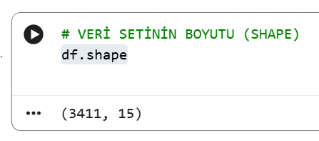 # VERİ SETİNİN BOYUTU (SHAPE)
df.shape
(3411, 15)